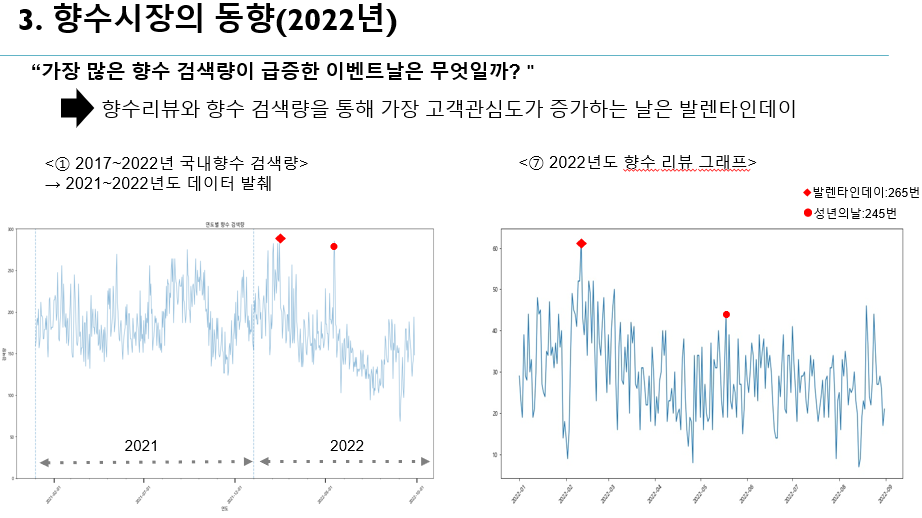 3. 향수시장의 동향(2022년)
“가장 많은 향수 검색량이 급증한 이벤트날은 무엇일까? "
향수리뷰와 향수 검색량을 통해 가장 고객관심도가 증가하는 날은 발렌타인데이
<① 2017~2022년 국내향수 검색량>
→ 2021~2022년도 데이터 발췌
<⑦ 2022년도 향수 리뷰 그래프>
발렌타인데이:265번
성년의날:245번
연도별 향수 검색량
300
250
200
150
100
50
0
검색량
2021
2022
2021-07-01
2021-12-01
연도
60
50
40
30
20
10
2022-01
2022-02
2022-03
2022-04
2022-05
2022-06
2022-07
2022-08
2022-09